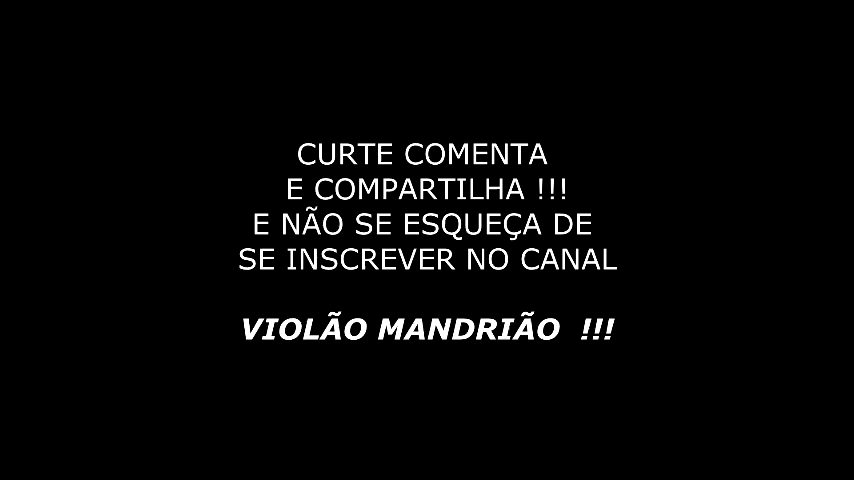 CURTE COMENTA
E COMPARTILHA !!!
E NÃO SE ESQUEÇA DE
SE INSCREVER NO CANAL
VIOLÃO MANDRIÃO !!!